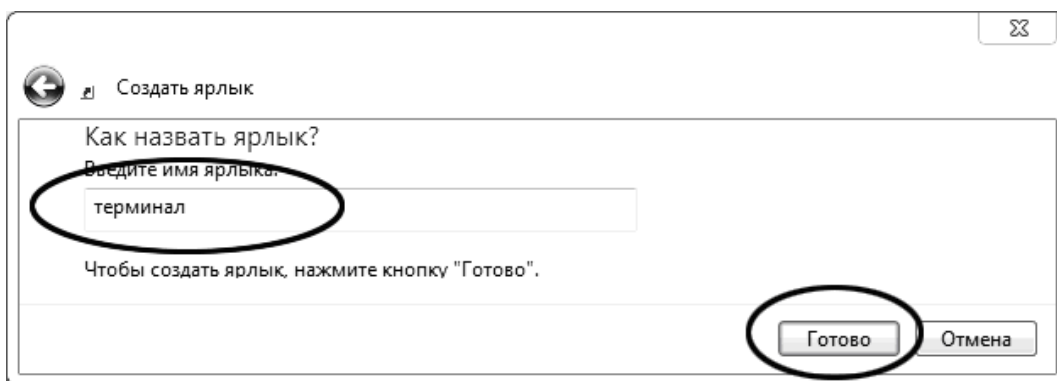 Создать ярлык
Как назвать ярлык?
Введите имя ярлыка:
терминал
Чтобы создать ярлык, нажмите кнопку "Готово".
Готово Отмена